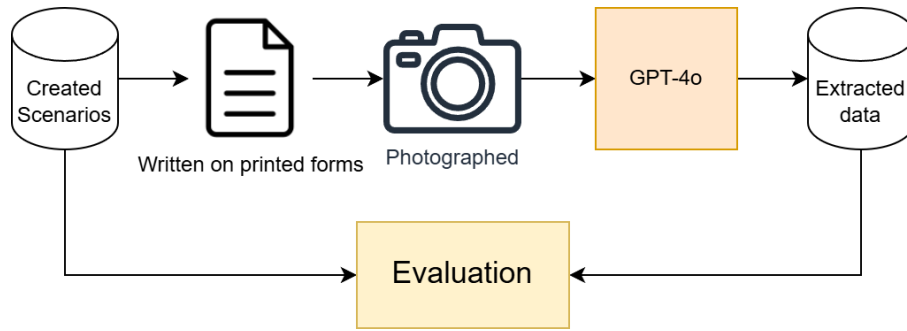 Created
Scenarios
Written on printed forms
Photographed
GPT-4o
Extracted
data
Evaluation